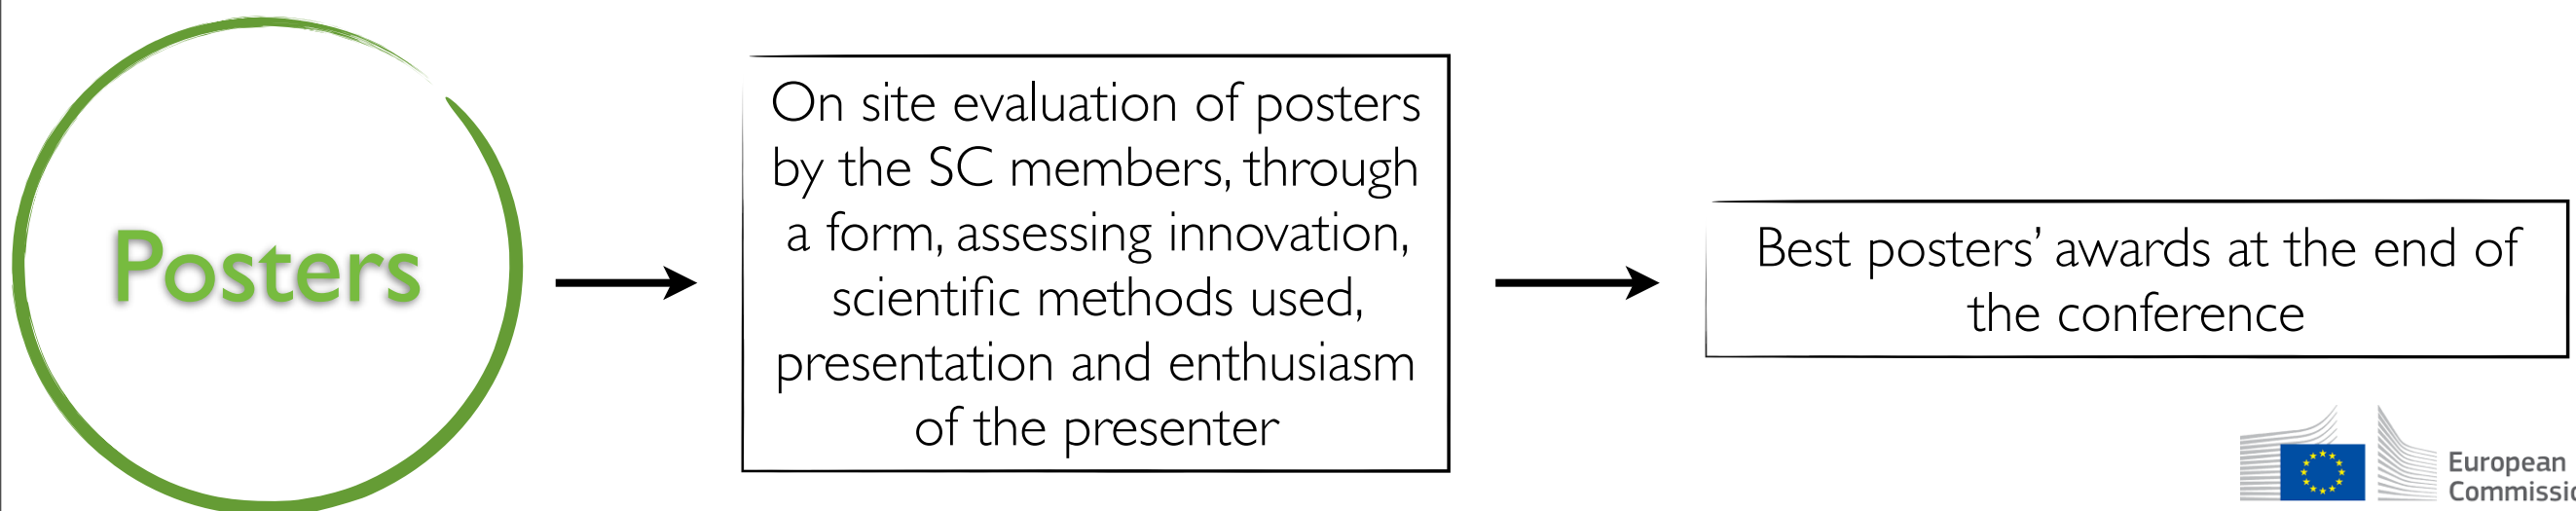 Posters
On site evaluation of posters
by the SC members, through
a form, assessing innovation,
scientific methods used,
presentation and enthusiasm
of the presenter
Best posters’ awards at the end of
the conference
European